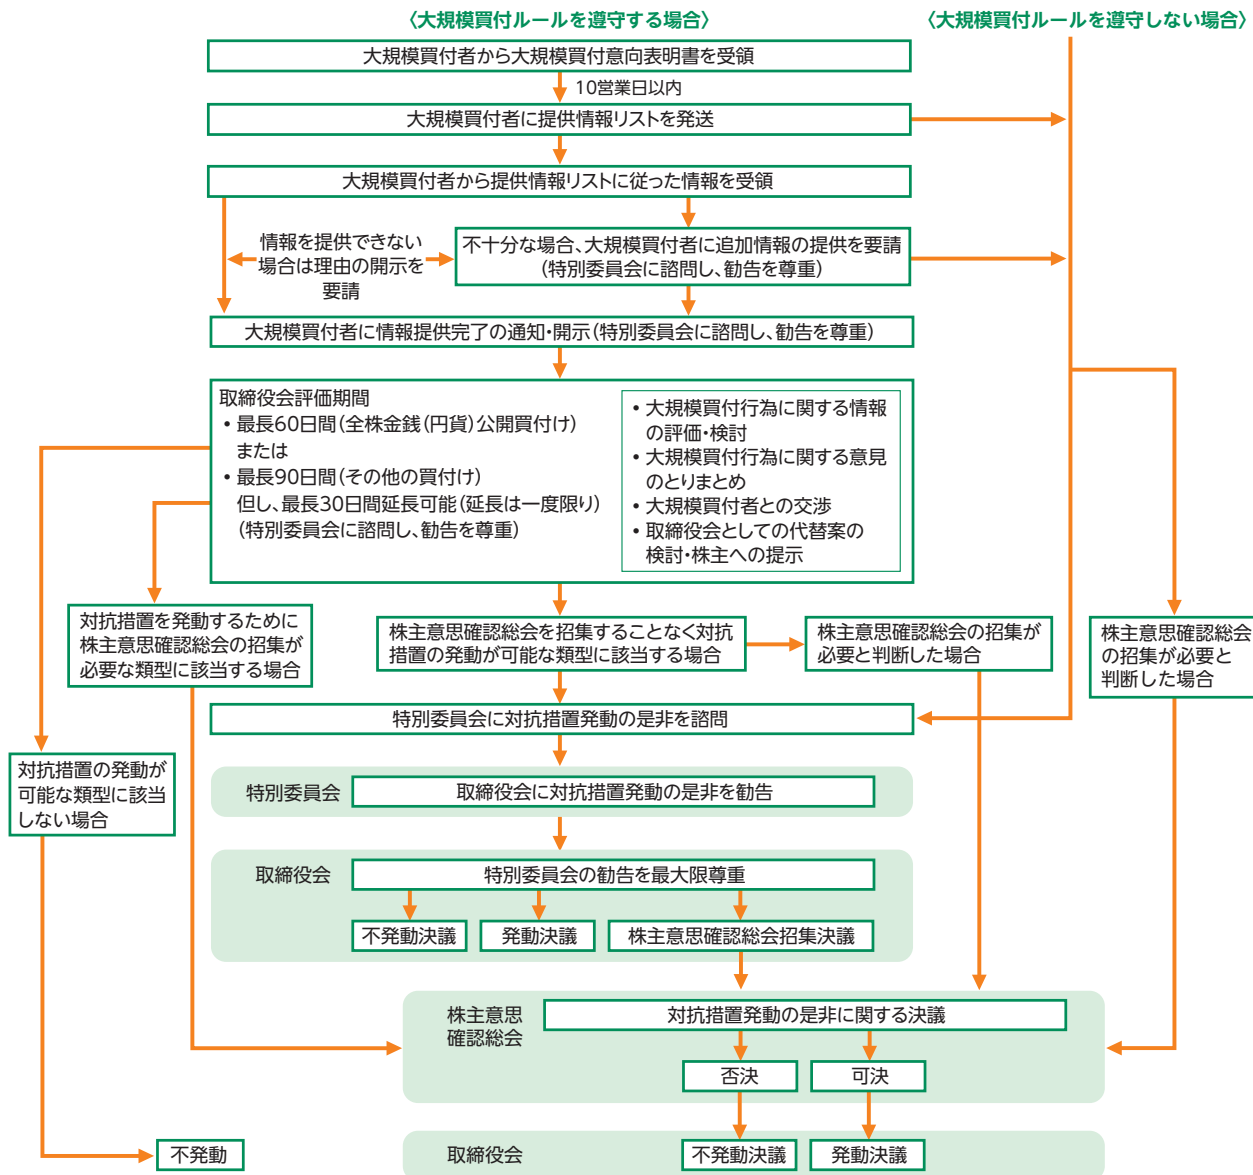 〈大規模買付ルールを遵守する場合〉
〈大規模買付ルールを遵守しない場合〉
大規模買付者から大規模買付意向表明書を受領
10営業日以内
大規模買付者に提供情報リストを発送
大規模買付者から提供情報リストに従った情報を受領
情報を提供できない
場合は理由の開示を
要請
不十分な場合、大規模買付者に追加情報の提供を要請
(特別委員会に諮問し、勧告を尊重)
大規模買付者に情報提供完了の通知・開示(特別委員会に諮問し、勧告を尊重)
取締役会評価期間
• 最長60日間(全株金銭(円貨)公開買付け)
または
• 最長90日間(その他の買付け)
但し、最長30日間延長可能(延長は一度限り)
(特別委員会に諮問し、勧告を尊重)
• 大規模買付行為に関する情報
の評価・検討
• 大規模買付行為に関する意見
のとりまとめ
• 大規模買付者との交渉
• 取締役会としての代替案の
検討・株主への提示
対抗措置を発動するために
株主意思確認総会の招集が
必要な類型に該当する場合
株主意思確認総会を招集することなく対抗
措置の発動が可能な類型に該当する場合
株主意思確認総会の招集が
必要と判断した場合
株主意思確認総会
の招集が必要と
判断した場合
特別委員会に対抗措置発動の是非を諮問
対抗措置の発動が
可能な類型に該当
しない場合
特別委員会
取締役会に対抗措置発動の是非を勧告
取締役会
特別委員会の勧告を最大限尊重
不発動決議
発動決議
株主意思確認総会招集決議
株主意思
確認総会
対抗措置発動の是非に関する決議
否決
可決
不発動
取締役会
不発動決議
発動決議